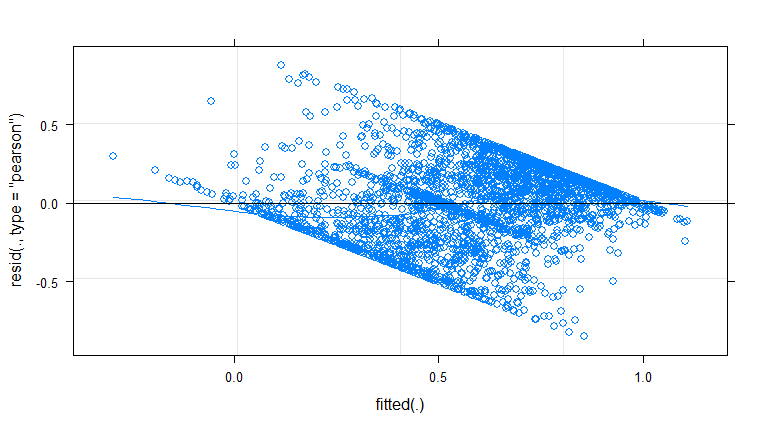 0.5
0.0
-0.5
resid(., type = "pearson")
0.0 0.5 1.0
fitted(.)